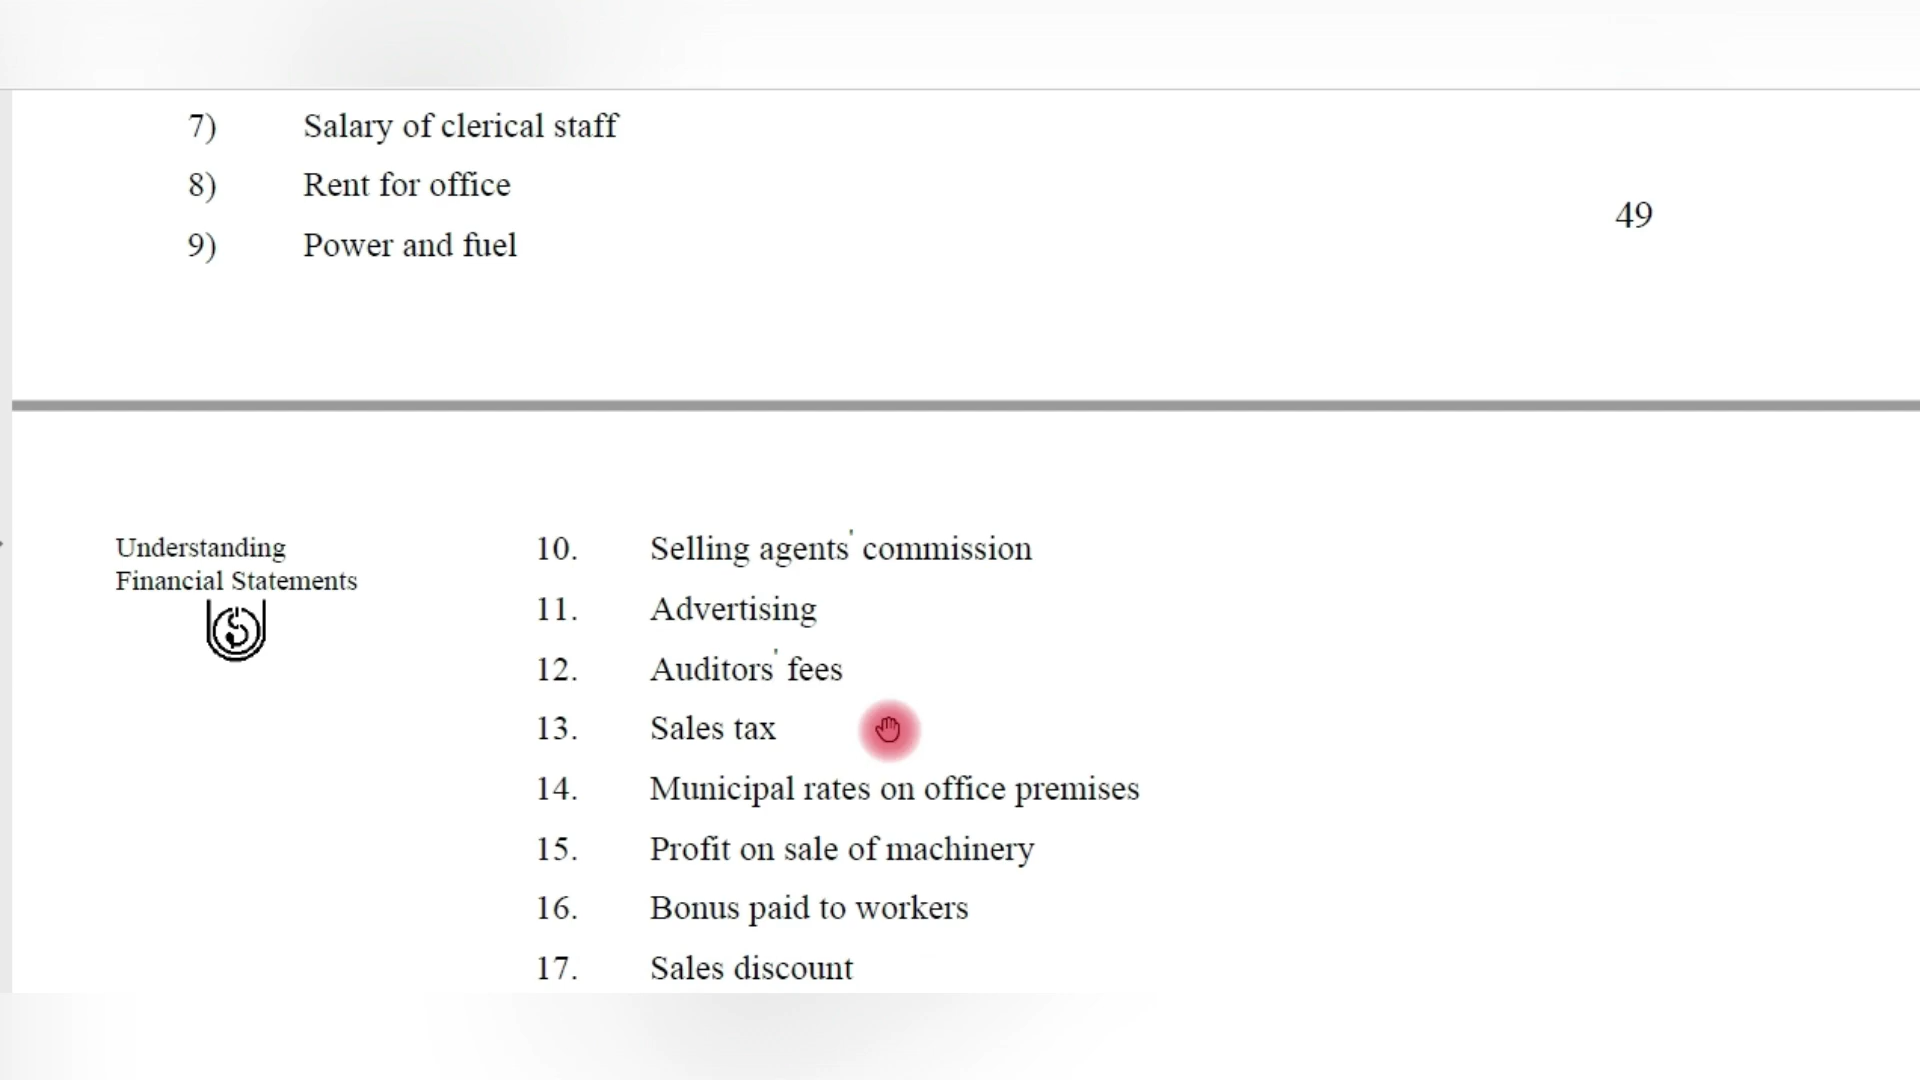 7) Salary of clerical staff
8) Rent for office
49
9) Power and fuel
Understanding
Financial Statements
10. Selling agents' commission
11. Advertising
12. Auditors' fees
13. Sales tax
14. Municipal rates on office premises
15. Profit on sale of machinery
16. Bonus paid to workers
17. Sales discount